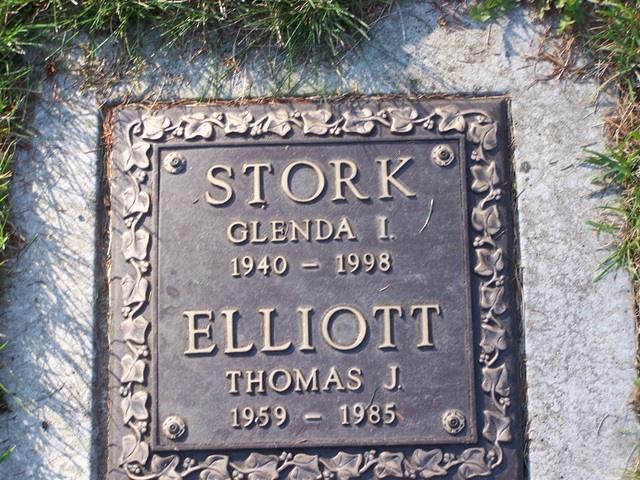 STORK
GLENDA I.
1940 – 1998
ELLIOTT
THOMAS J.
1959 – 1985